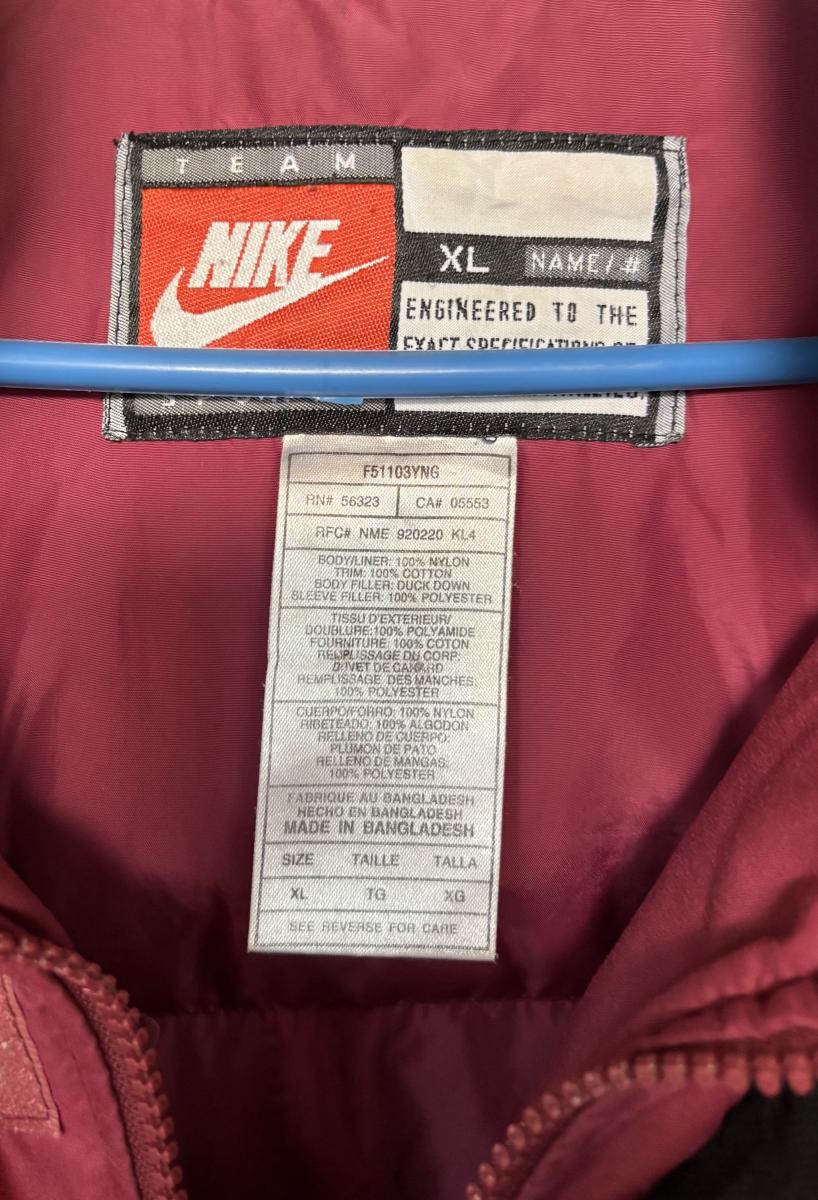 TEAM
NIKE
XL NAME/#
ENGINEERED TO THE
EXACT SPECIFICATIONS OF
F51103YNG
RN# 56323 CA# 05553
RFC# NME 920220 KL4
BODY/LINER: 100% NYLON
TRIM: 100% COTTON
BODY FILLER: DUCK DOWN
SLEEVE FILLER: 100% POLYESTER
TISSU D'EXTERIEUR/
DOUBLURE:100% POLYAMIDE
FOURNITURE: 100% COTON
REMPLISSAGE DU CORP:
DUVET DE CANARD
REMPLISSAGE DES MANCHES:
100% POLYESTER
CUERPO/FORRO: 100% NYLON
RIBETEADO: 100% ALGODON
RELLENO DE CUERPO:
PLUMON DE PATO
RELLENO DE MANGAS:
100% POLYESTER
FABRIQUE AU BANGLADESH
HECHO EN BANGLADESH
MADE IN BANGLADESH
SIZE TAILLE TALLA
XL TG XG
SEE REVERSE FOR CARE